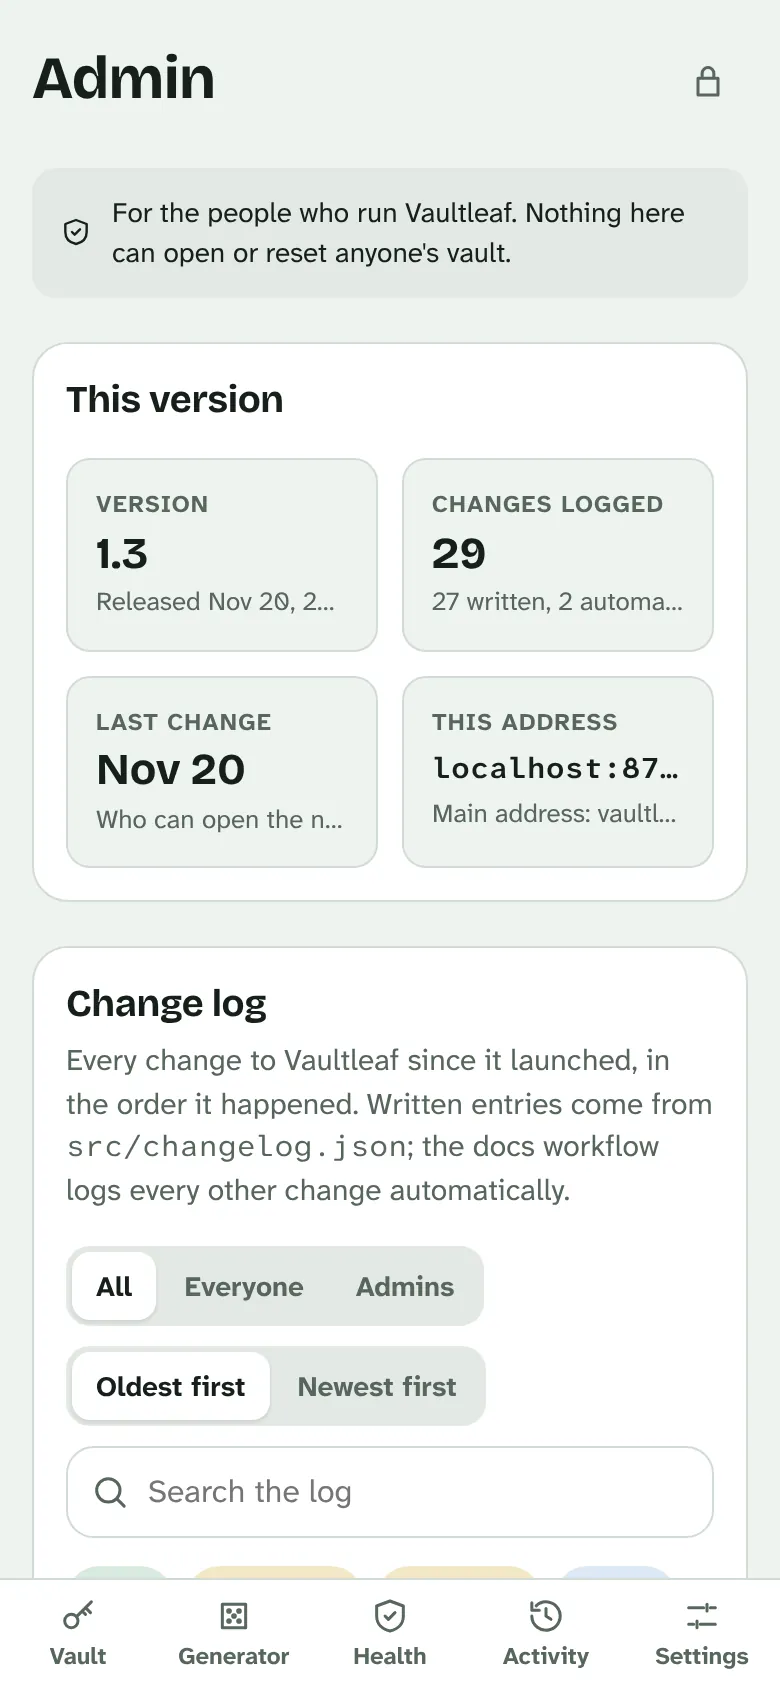 Admin
For the people who run Vaultleaf. Nothing here
can open or reset anyone's vault.
This version
VERSION
1.3
Released Nov 20, 2...
CHANGES LOGGED
29
27 written, 2 automa...
LAST CHANGE
Nov 20
Who can open the n...
THIS ADDRESS
localhost:87...
Main address: vaultl...
Change log
Every change to Vaultleaf since it launched, in
the order it happened. Written entries come from
src/changelog.json; the docs workflow
logs every other change automatically.
All Everyone Admins
Oldest first Newest first
Search the log
Vault Generator Health Activity Settings